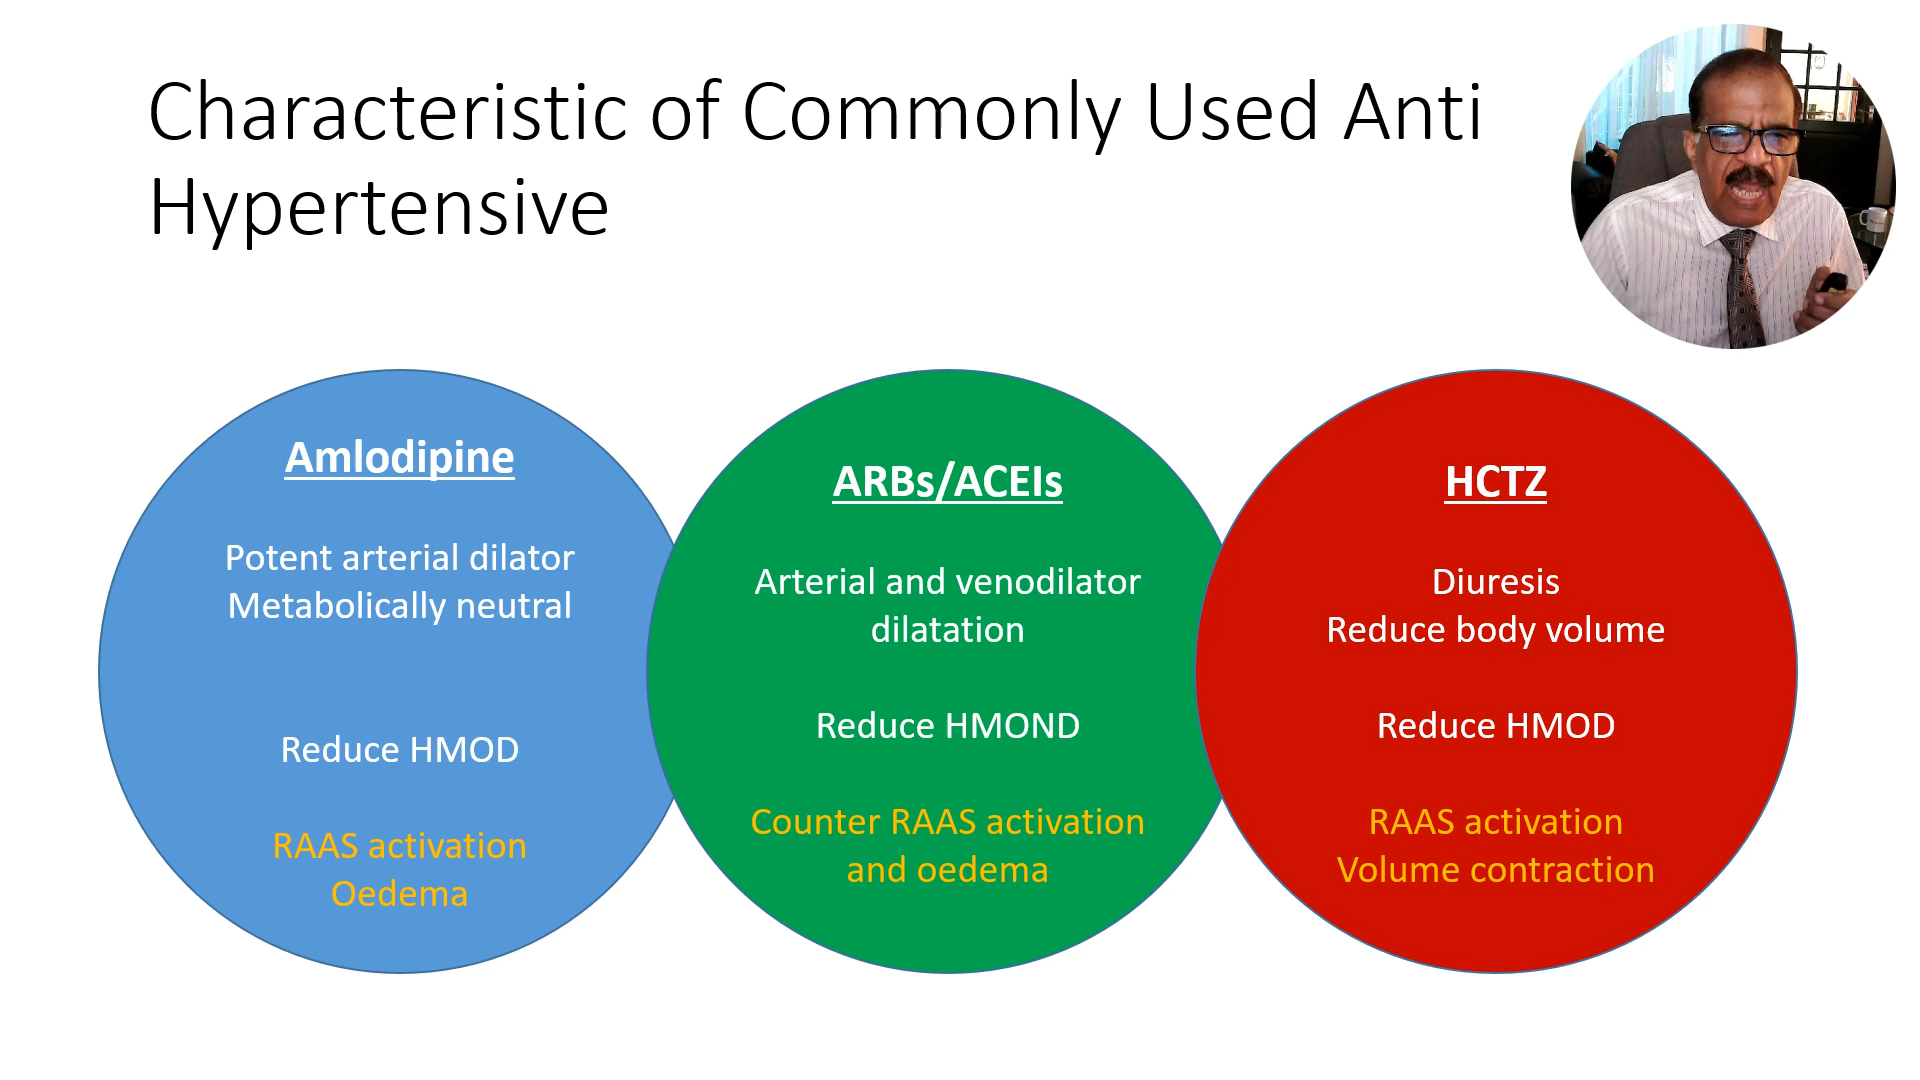 Characteristic of Commonly Used Anti
Hypertensive
Amlodipine
Potent arterial dilator
Metabolically neutral
Reduce HMOD
RAAS activation
Oedema
ARBs/ACEIs
Arterial and venodilator
dilatation
Reduce HMOND
Counter RAAS activation
and oedema
HCTZ
Diuresis
Reduce body volume
Reduce HMOD
RAAS activation
Volume contraction